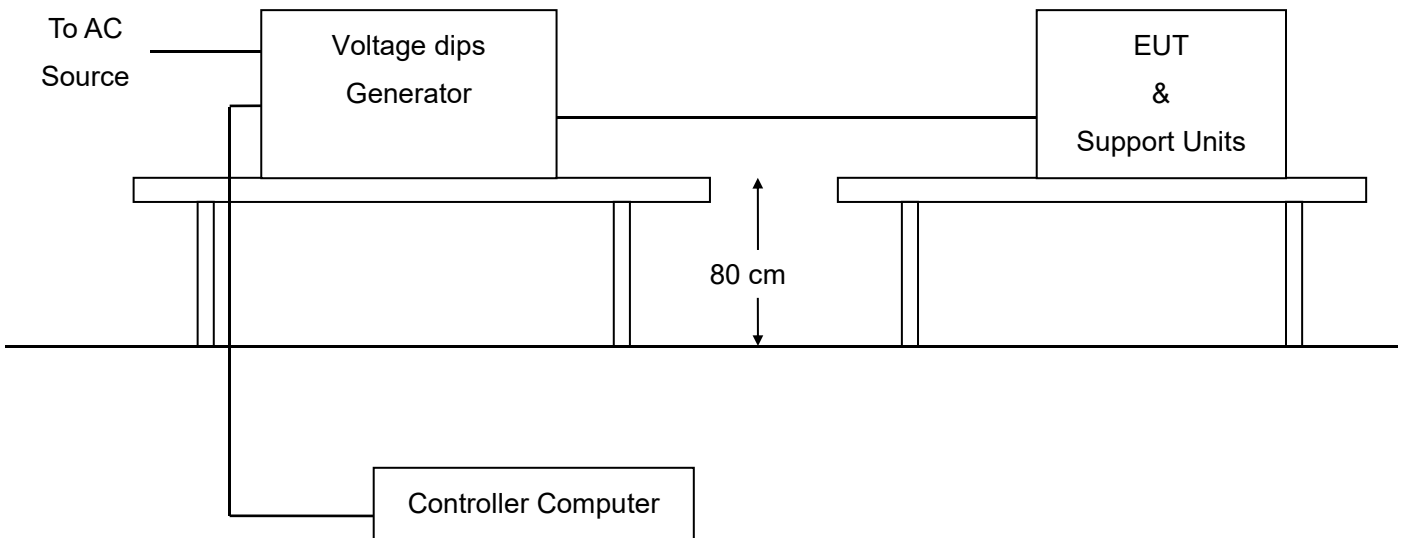 To AC
Source
Voltage dips
Generator
EUT
&
Support Units
80 cm
Controller Computer